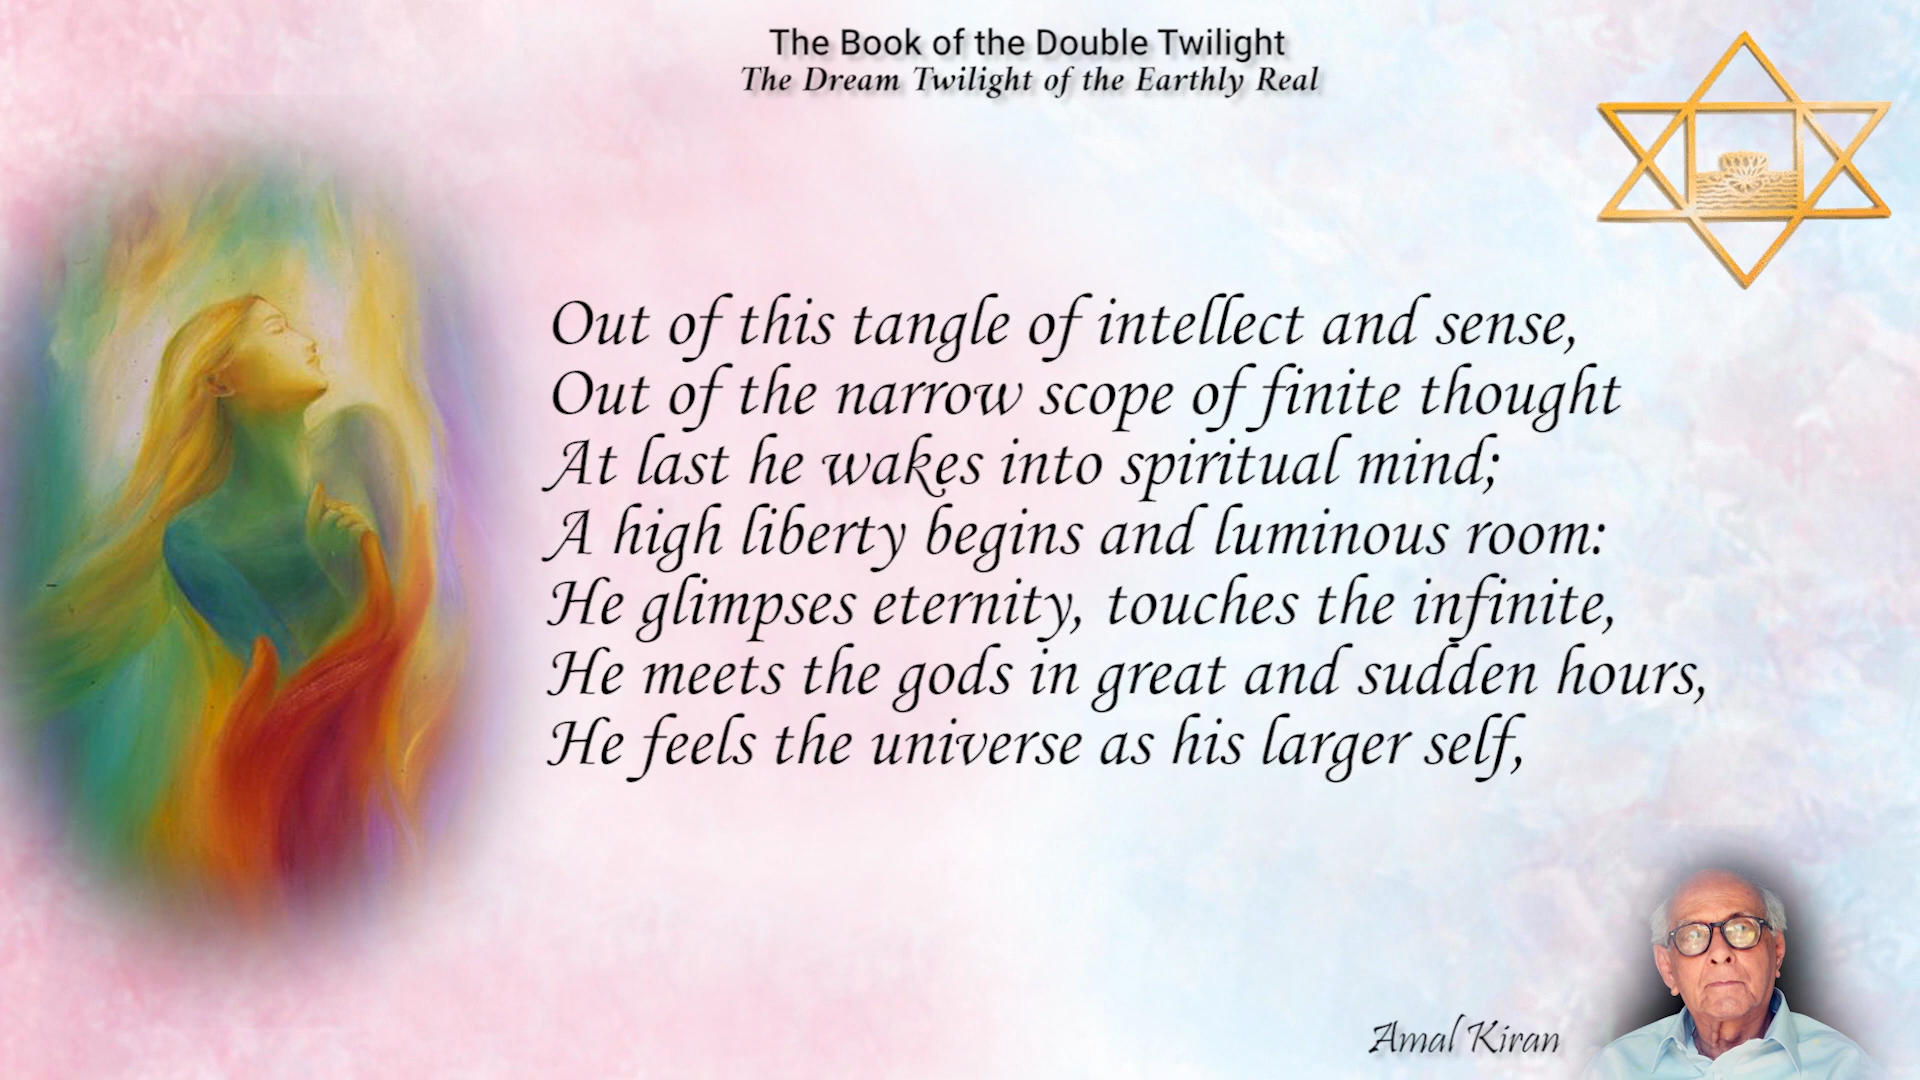 The Book of the Double Twilight
The Dream Twilight of the Earthly Real
Out of this tangle of intellect and sense,
Out of the narrow scope of finite thought
At last he wakes into spiritual mind;
A high liberty begins and luminous room:
He glimpses eternity, touches the infinite,
He meets the gods in great and sudden hours,
He feels the universe as his larger self,
Amal Kiran